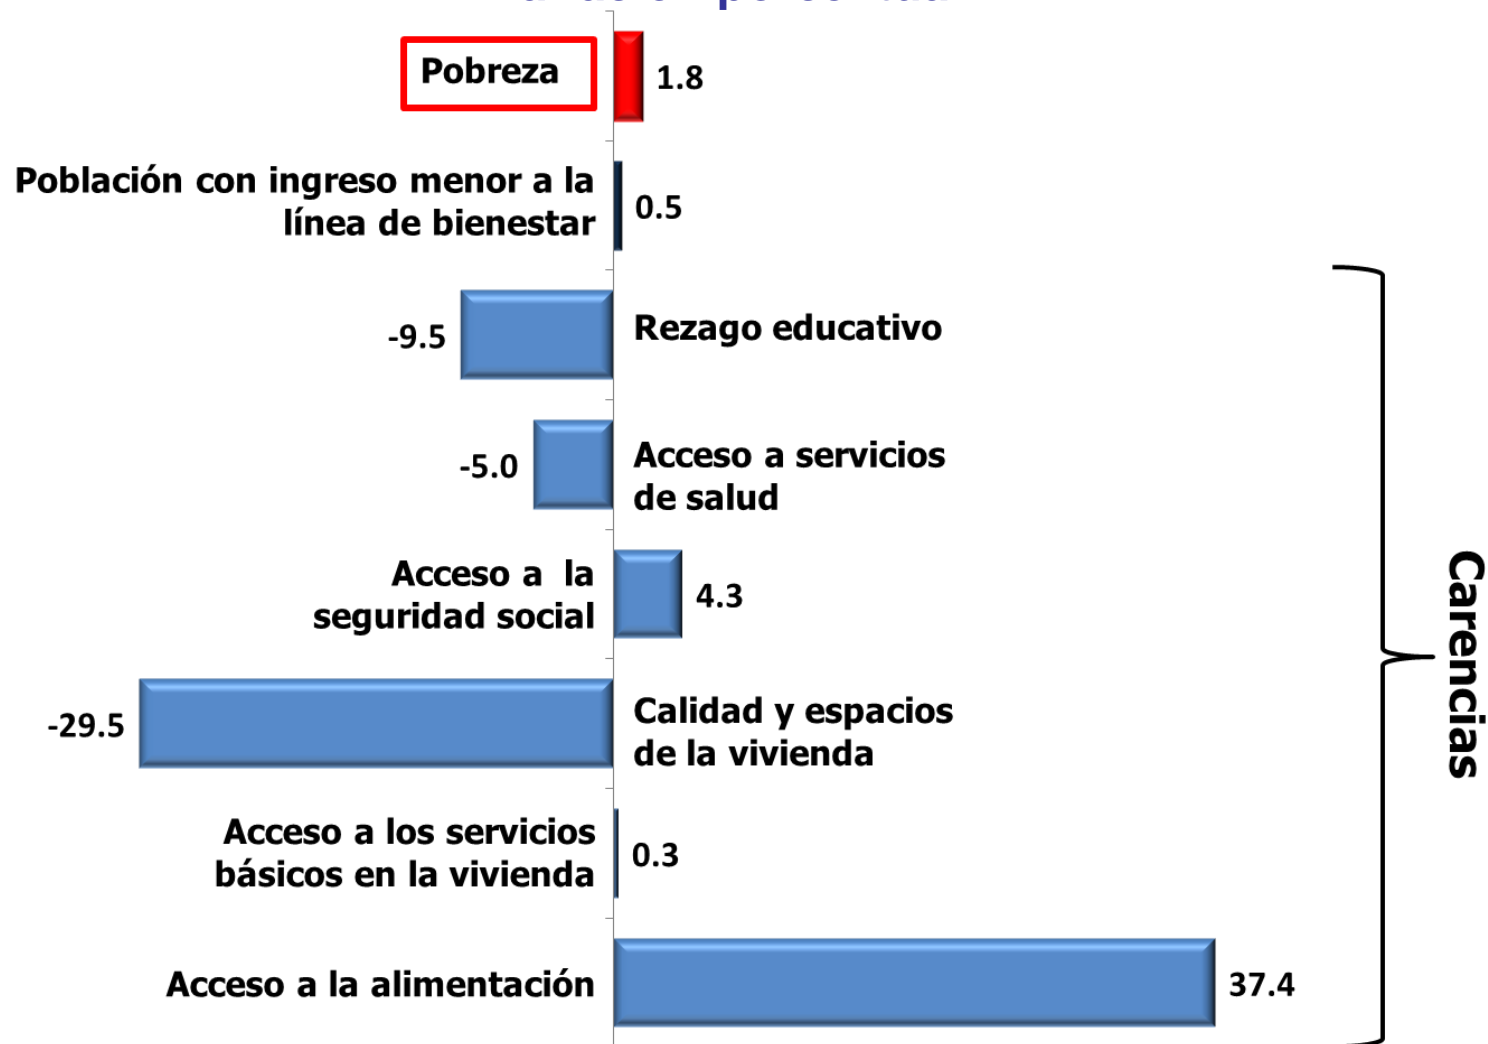 Pobreza
1.8
Población con ingreso menor a la
línea de bienestar
0.5
-9.5
Rezago educativo
-5.0
Acceso a servicios
de salud
Acceso a la
seguridad social
4.3
-29.5
Calidad y espacios
de la vivienda
Acceso a los servicios
básicos en la vivienda
0.3
Acceso a la alimentación
37.4
Carencias